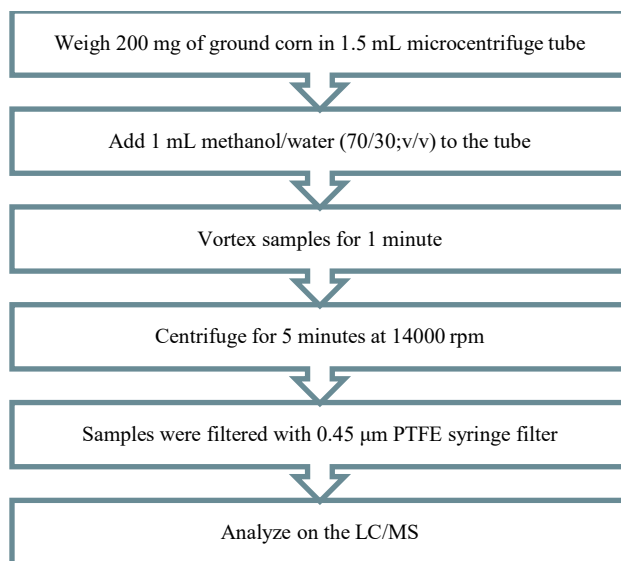 Weigh 200 mg of ground corn in 1.5 mL microcentrifuge tube
Add 1 mL methanol/water (70/30;v/v) to the tube
Vortex samples for 1 minute
Centrifuge for 5 minutes at 14000 rpm
Samples were filtered with 0.45 μm PTFE syringe filter
Analyze on the LC/MS